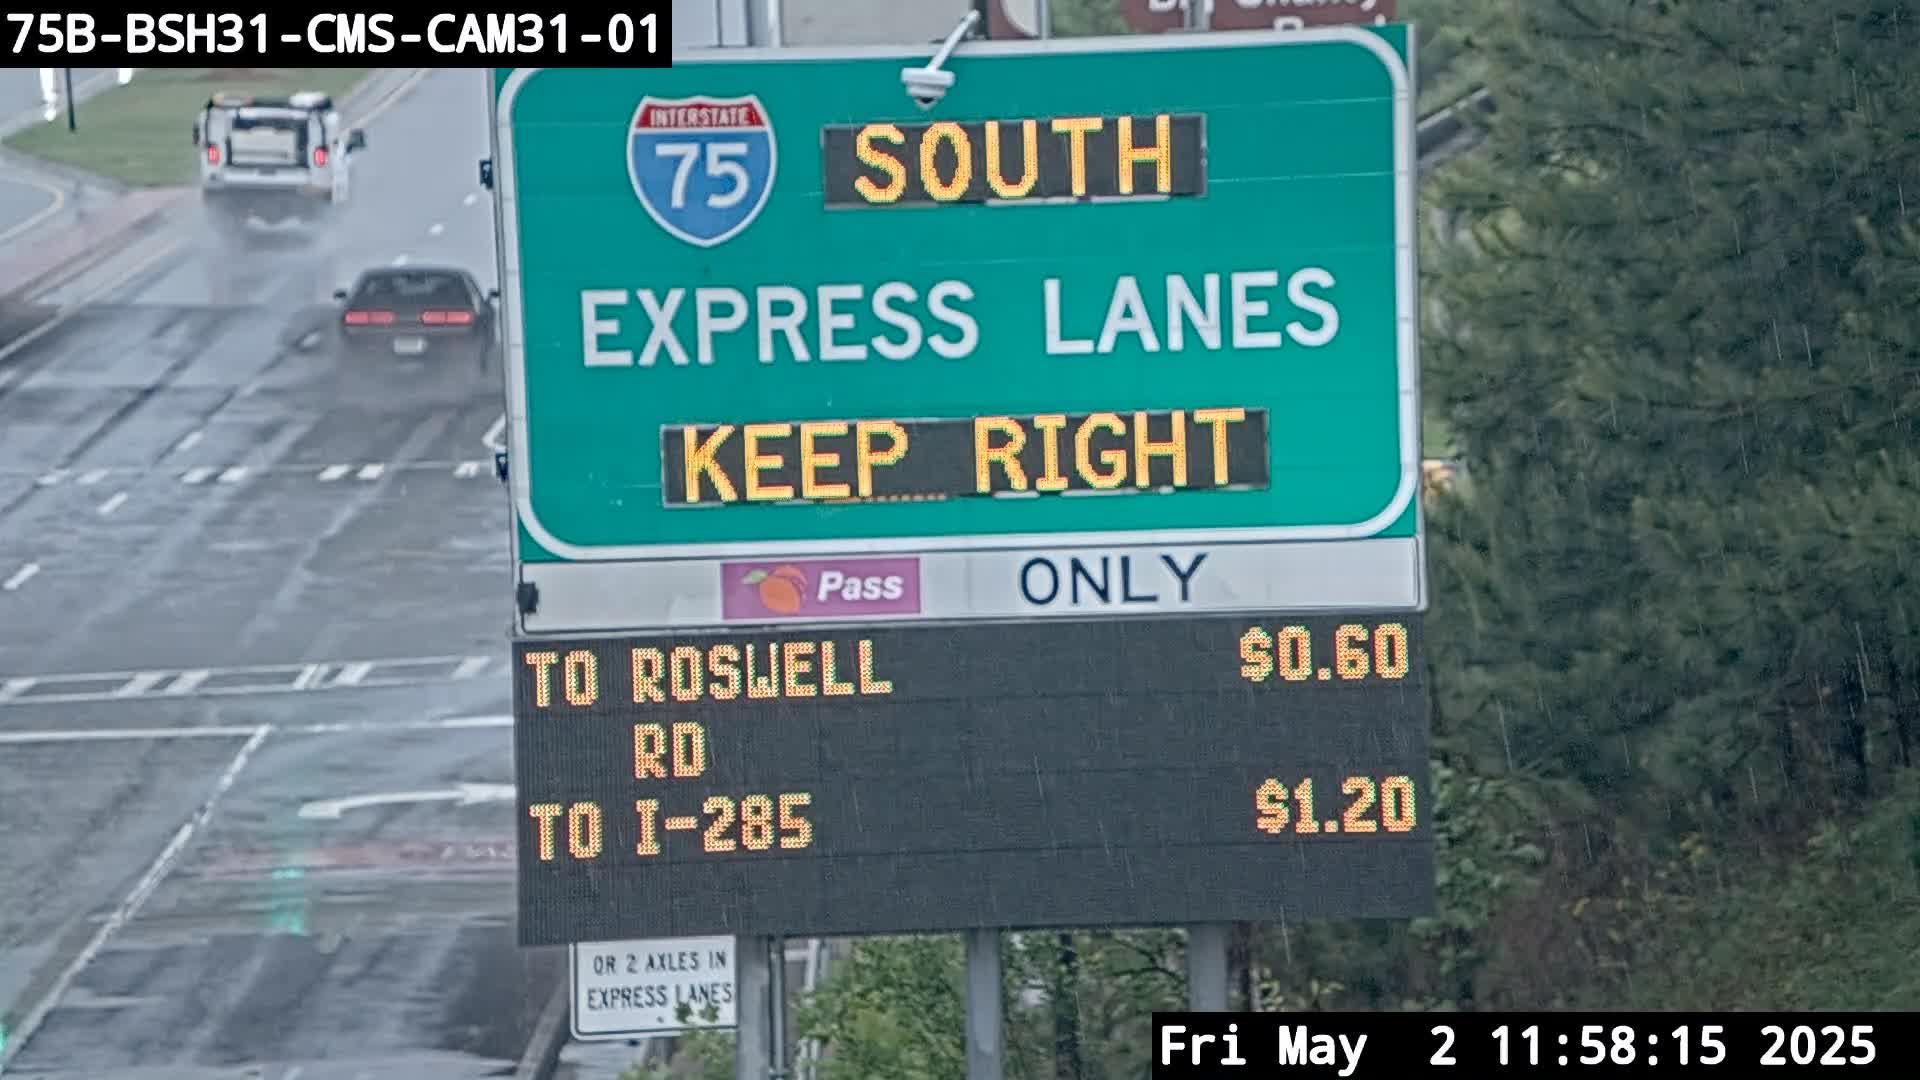 75B-BSH31-CMS-CAM31-01
INTERSTATE
75
SOUTH
EXPRESS LANES
KEEP RIGHT
Pass ONLY
TO ROSWELL $0.60
RD
TO I-285 $1.20
OR 2 AXLES IN
EXPRESS LANES
Fri May 2 11:58:15 2025